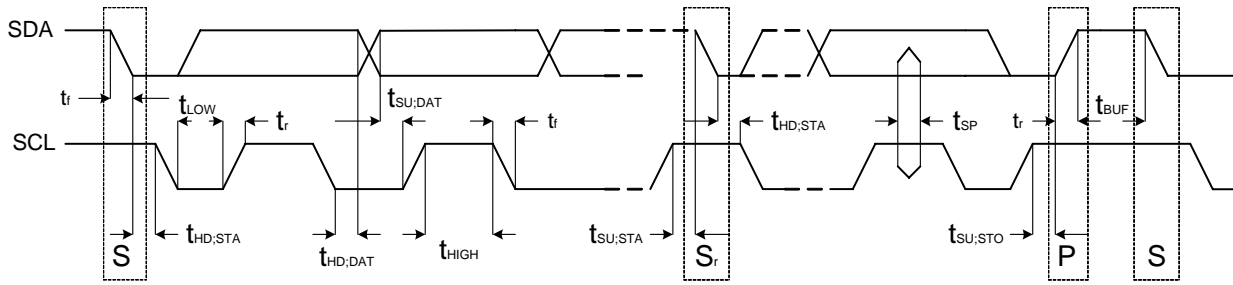 SDA
tf
tLOW
tr
tSU;DAT
tf
tHD;STA
tSP
tr
tBUF
SCL
tHD;STA
tHD;DAT
tHIGH
tSU;STA
tSU;STO
S
Sr
P
S